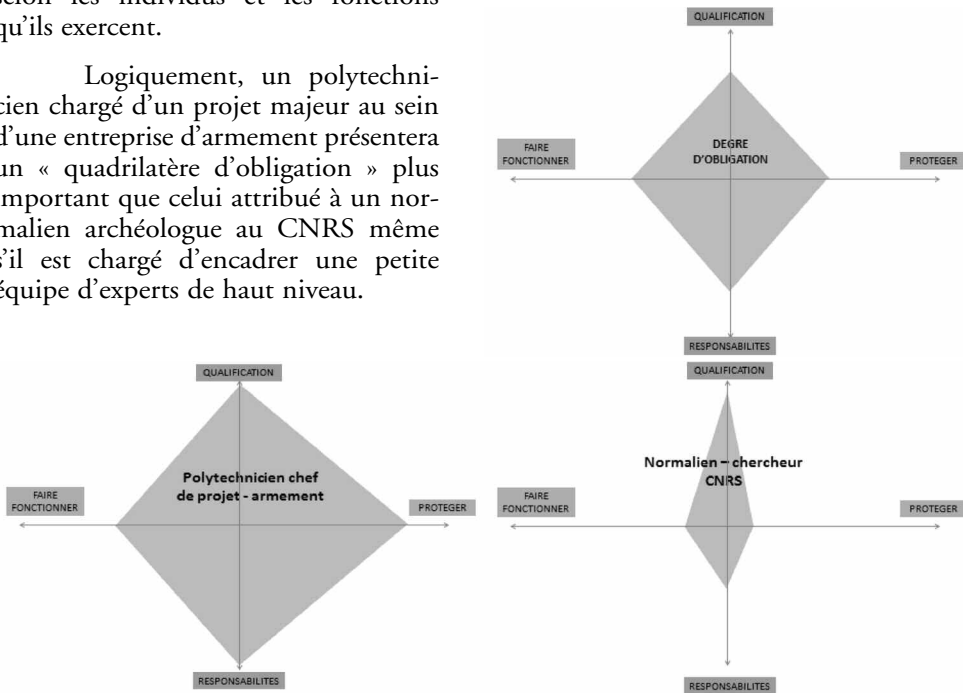 selon les individus et les fonctions
qu'ils exercent.
Logiquement, un polytechni-
cien chargé d'un projet majeur au sein
d'une entreprise d'armement présentera
un « quadrilatère d'obligation » plus
important que celui attribué à un nor-
malien archéologue au CNRS même
s'il est chargé d'encadrer une petite
équipe d'experts de haut niveau.
QUALIFICATION
FAIRE
FONCTIONNER
DEGRE
D'OBLIGATION
PROTEGER
RESPONSABILITES
QUALIFICATION
Polytechnicien chef
de projet - armement
FAIRE
FONCTIONNER
PROTEGER
RESPONSABILITES
QUALIFICATION
Normalien – chercheur
CNRS
FAIRE
FONCTIONNER
PROTEGER
RESPONSABILITES